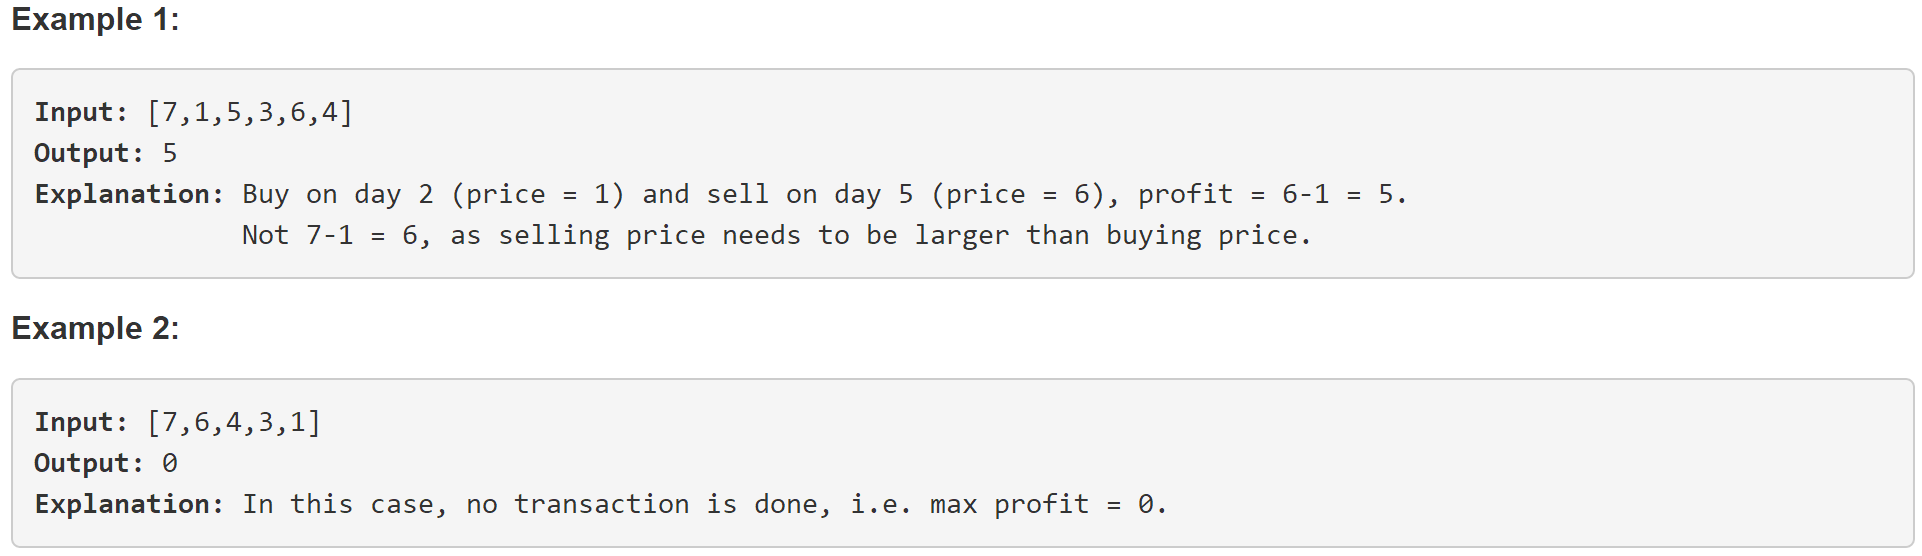 Example 1:
Input: [7,1,5,3,6,4]
Output: 5
Explanation: Buy on day 2 (price = 1) and sell on day 5 (price = 6), profit = 6-1 = 5.
Not 7-1 = 6, as selling price needs to be larger than buying price.
Example 2:
Input: [7,6,4,3,1]
Output: 0
Explanation: In this case, no transaction is done, i.e. max profit = 0.